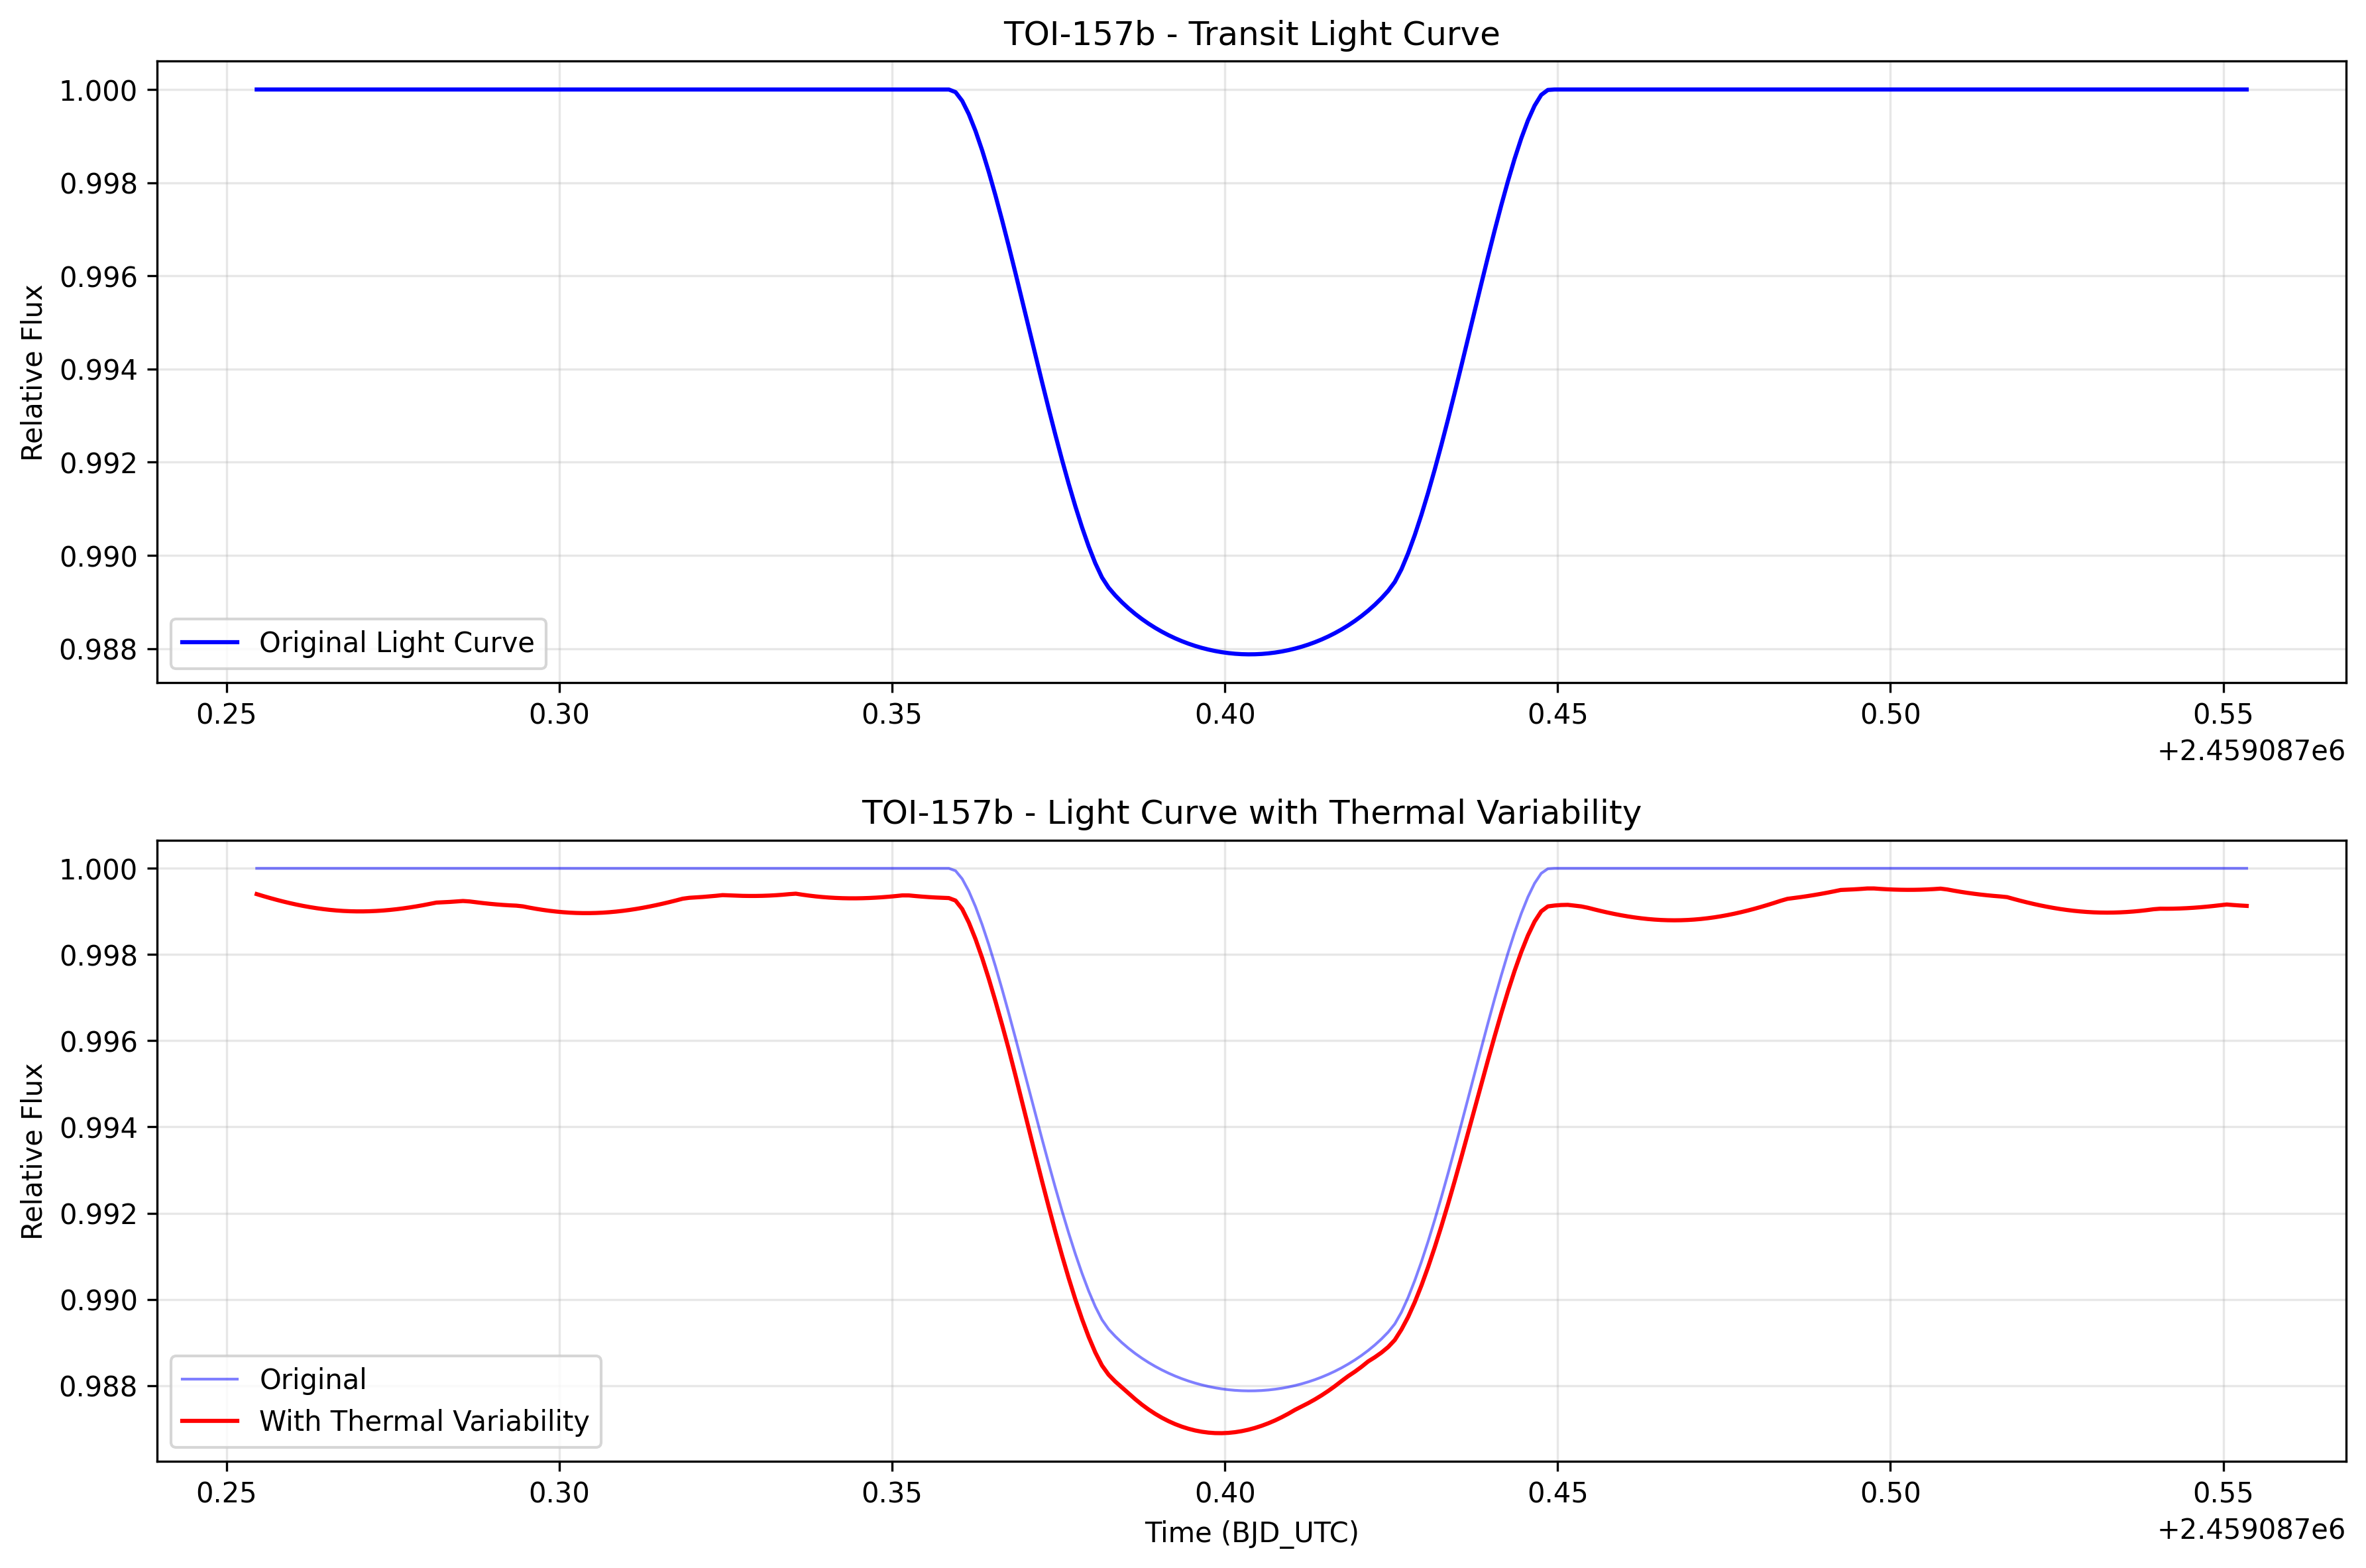 TOI-157b - Transit Light Curve
1.000
0.998
0.996
0.994
0.992
0.990
0.988
Relative Flux
Original Light Curve
0.25 0.30 0.35 0.40 0.45 0.50 0.55
+2.459087e6
TOI-157b - Light Curve with Thermal Variability
1.000
0.998
0.996
0.994
0.992
0.990
0.988
Relative Flux
Original
With Thermal Variability
0.25 0.30 0.35 0.40 0.45 0.50 0.55
Time (BJD_UTC)
+2.459087e6